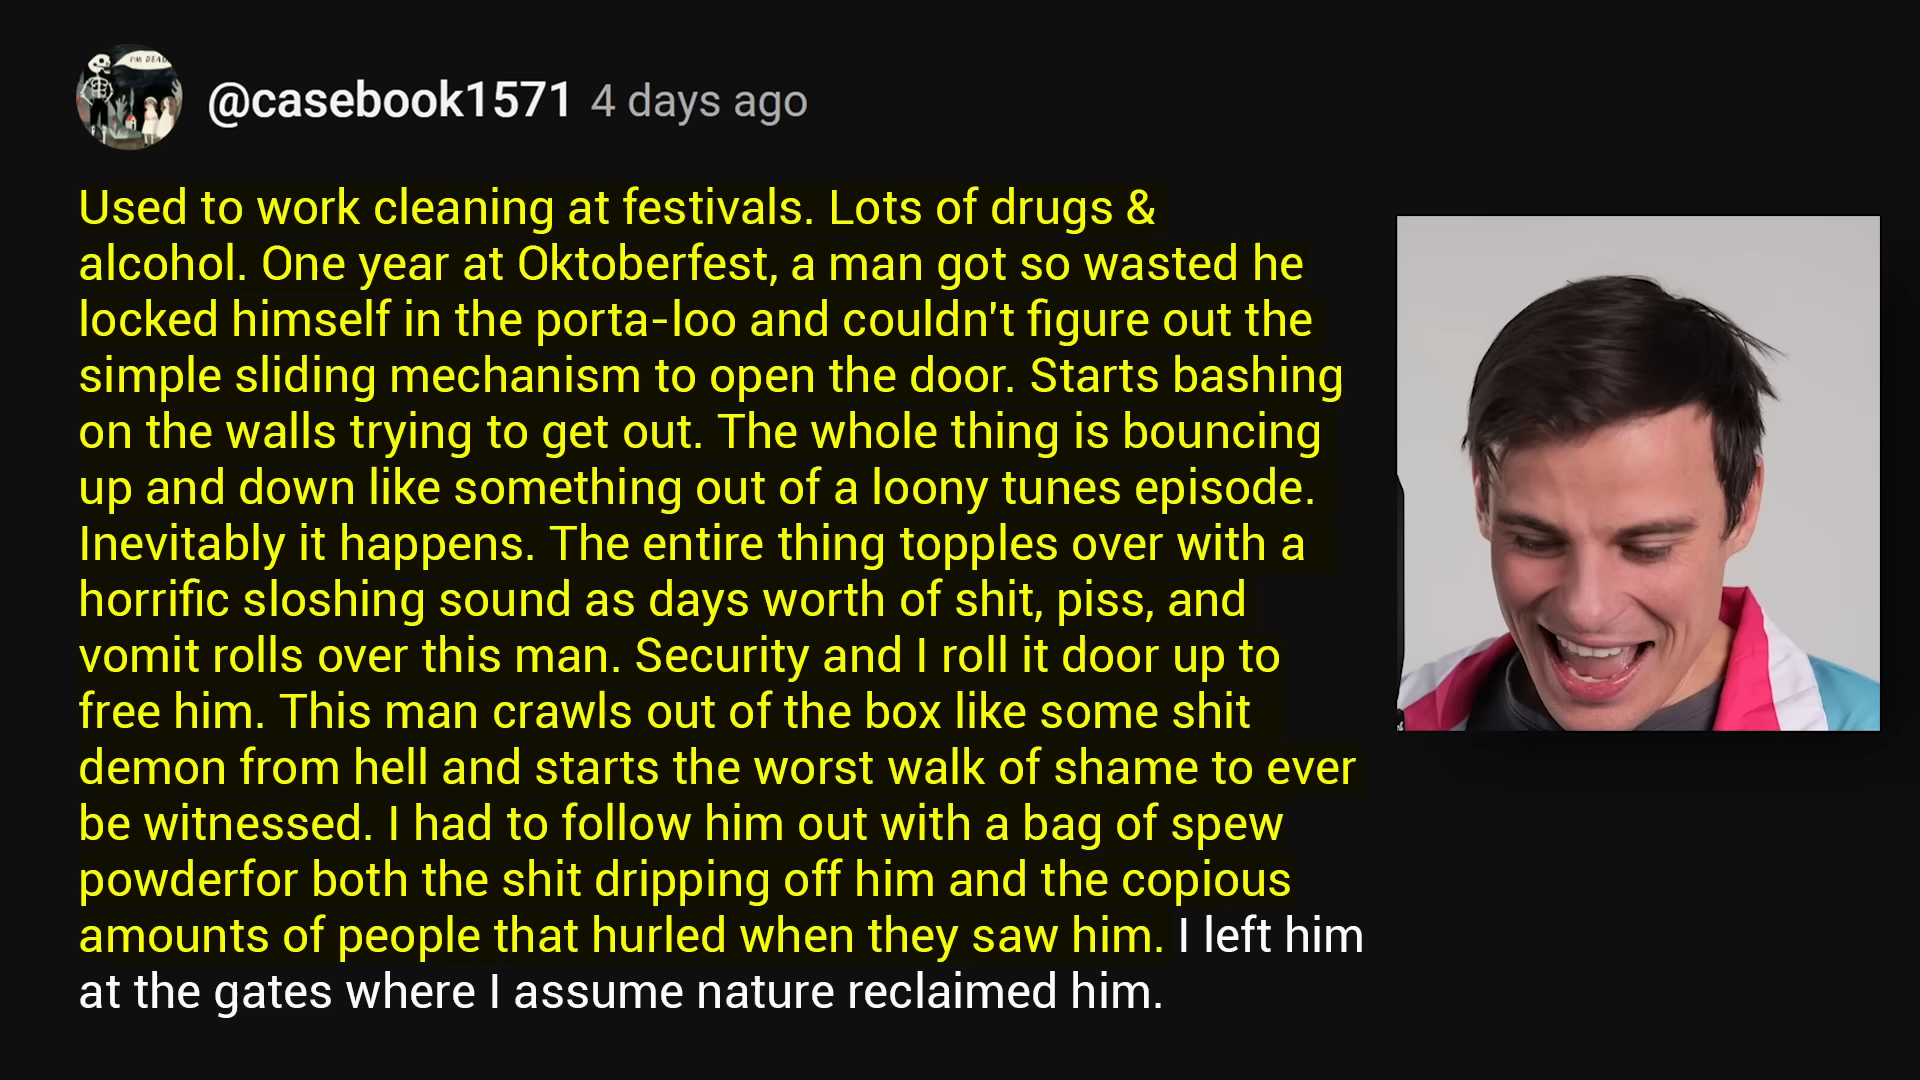 I'M DEAD
@casebook1571 4 days ago
Used to work cleaning at festivals. Lots of drugs &
alcohol. One year at Oktoberfest, a man got so wasted he
locked himself in the porta-loo and couldn't figure out the
simple sliding mechanism to open the door. Starts bashing
on the walls trying to get out. The whole thing is bouncing
up and down like something out of a loony tunes episode.
Inevitably it happens. The entire thing topples over with a
horrific sloshing sound as days worth of shit, piss, and
vomit rolls over this man. Security and I roll it door up to
free him. This man crawls out of the box like some shit
demon from hell and starts the worst walk of shame to ever
be witnessed. I had to follow him out with a bag of spew
powderfor both the shit dripping off him and the copious
amounts of people that hurled when they saw him. I left him
at the gates where I assume nature reclaimed him.